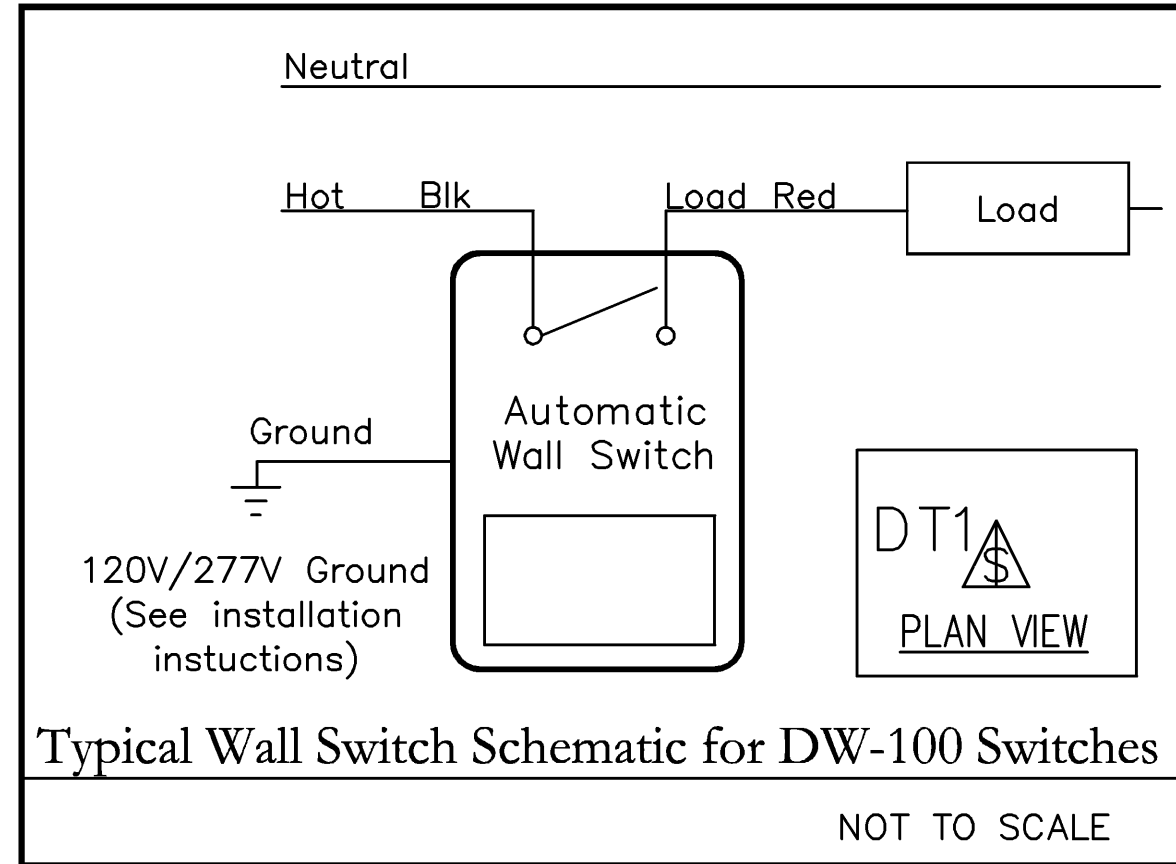 Neutral
Hot Blk
Load Red
Load
Automatic
Wall Switch
Ground
120V/277V Ground
(See installation
instuctions)
DT1
$
PLAN VIEW
Typical Wall Switch Schematic for DW-100 Switches
NOT TO SCALE